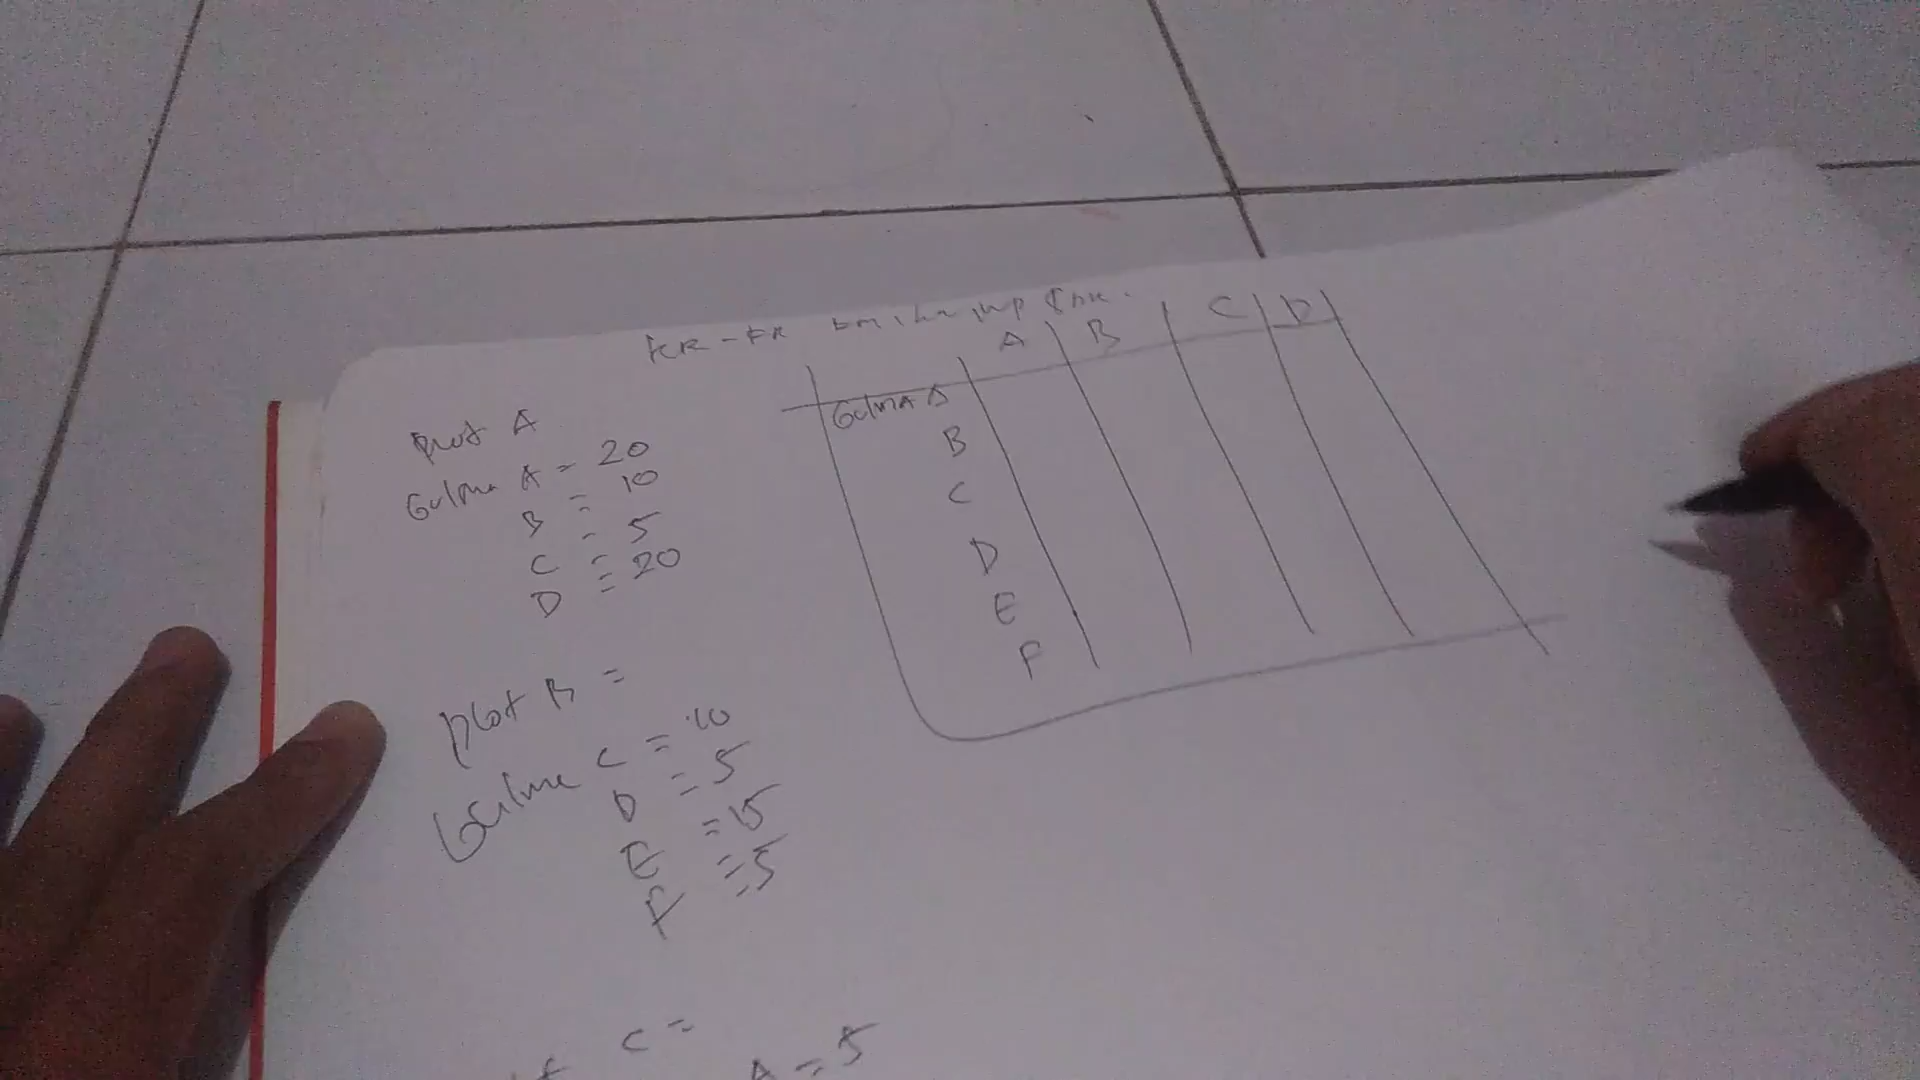 Plot A
Gulma A = 20
B = 10
C = 5
D = 20
Plot B =
Gulma C = 10
D = 5
E = 15
F = 5
C =
A = 5
A B C D
Gulma A
B
C
D
E
F